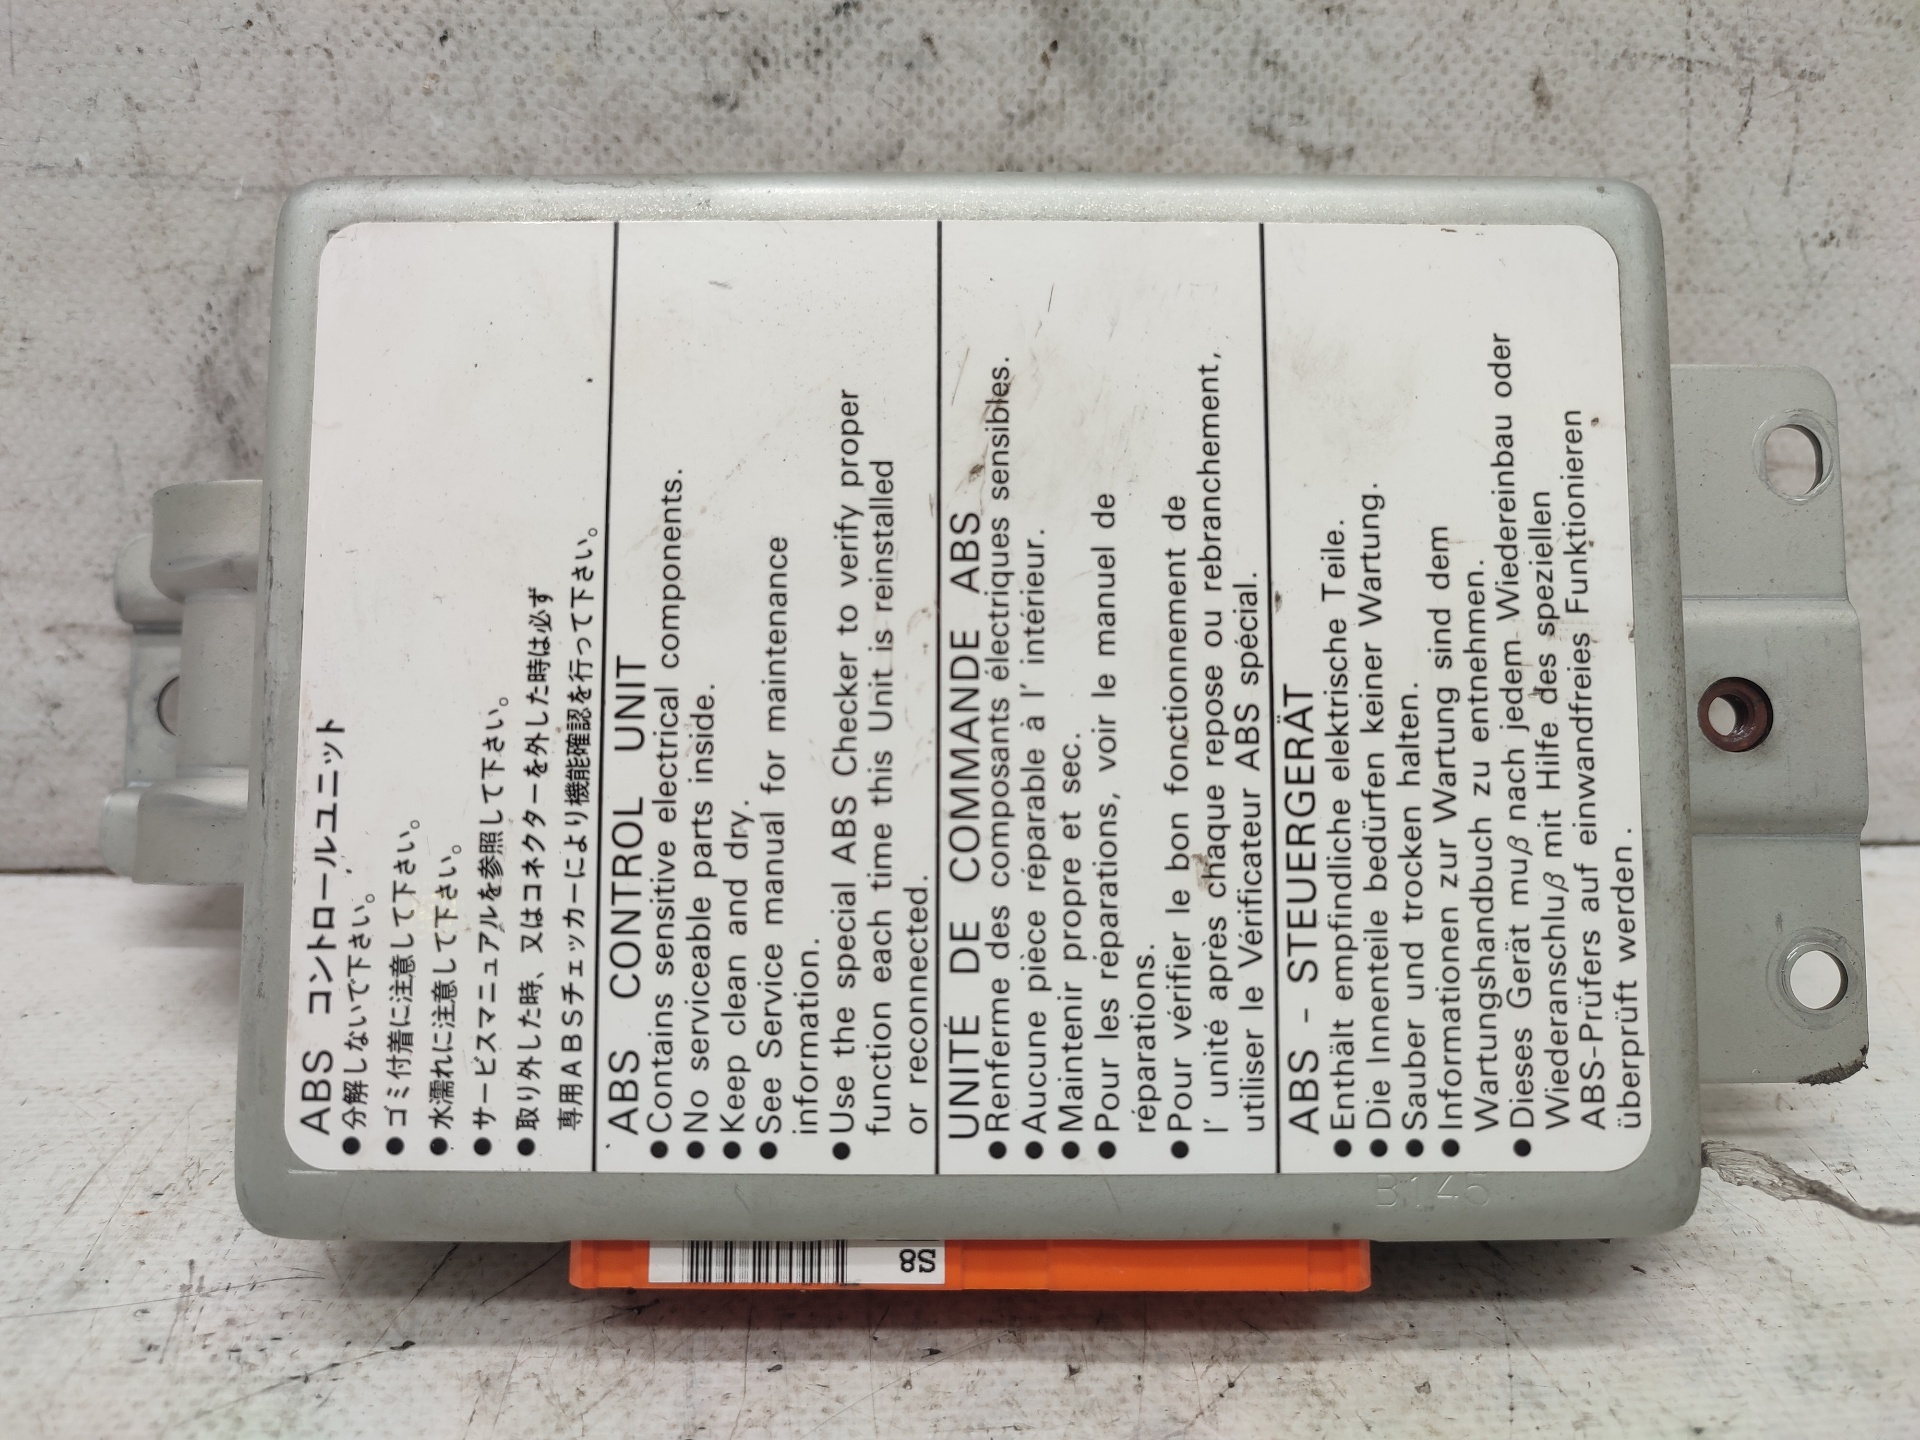 ABS コントロールユニット
●分解しないで下さい。
●ゴミ付着に注意して下さい。
●水濡れに注意して下さい。
●サービスマニュアルを参照して下さい。
●取り外した時、又はコネクターを外した時は必ず
専用ABSチェッカーにより機能確認を行って下さい。
ABS CONTROL UNIT
●Contains sensitive electrical components.
●No serviceable parts inside.
●Keep clean and dry.
●See Service manual for maintenance
information.
●Use the special ABS Checker to verify proper
function each time this Unit is reinstalled
or reconnected.
UNITÉ DE COMMANDE ABS
●Renferme des composants électriques sensibles.
●Aucune pièce réparable à l' intérieur.
●Maintenir propre et sec.
●Pour les réparations, voir le manuel de
réparations.
●Pour vérifier le bon fonctionnement de
l' unité après chaque repose ou rebranchement,
utiliser le Vérificateur ABS spécial.
ABS - STEUERGERÄT
●Enthält empfindliche elektrische Teile.
●Die Innenteile bedürfen keiner Wartung.
●Sauber und trocken halten.
●Informationen zur Wartung sind dem
Wartungshandbuch zu entnehmen.
●Dieses Gerät muß nach jedem Wiedereinbau oder
Wiederanschluß mit Hilfe des speziellen
ABS-Prüfers auf einwandfreies Funktionieren
überprüft werden.
B146
S
8